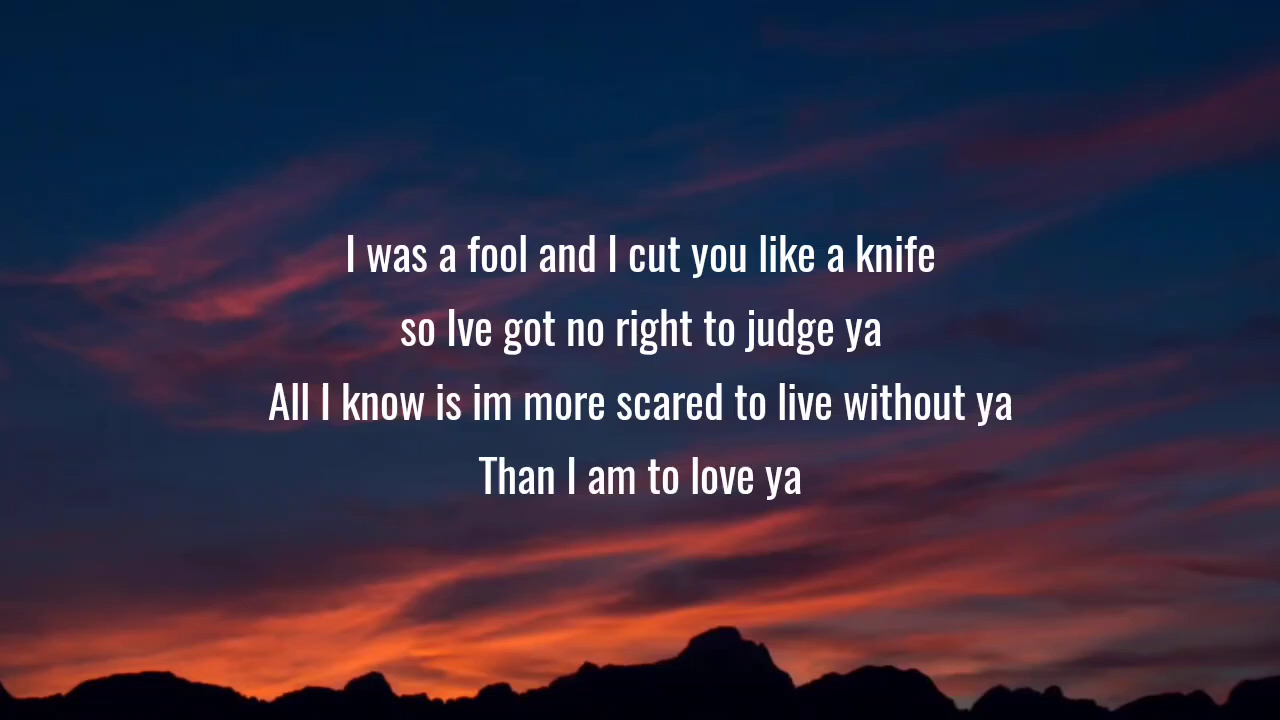 I was a fool and I cut you like a knife
so Ive got no right to judge ya
All I know is im more scared to live without ya
Than I am to love ya